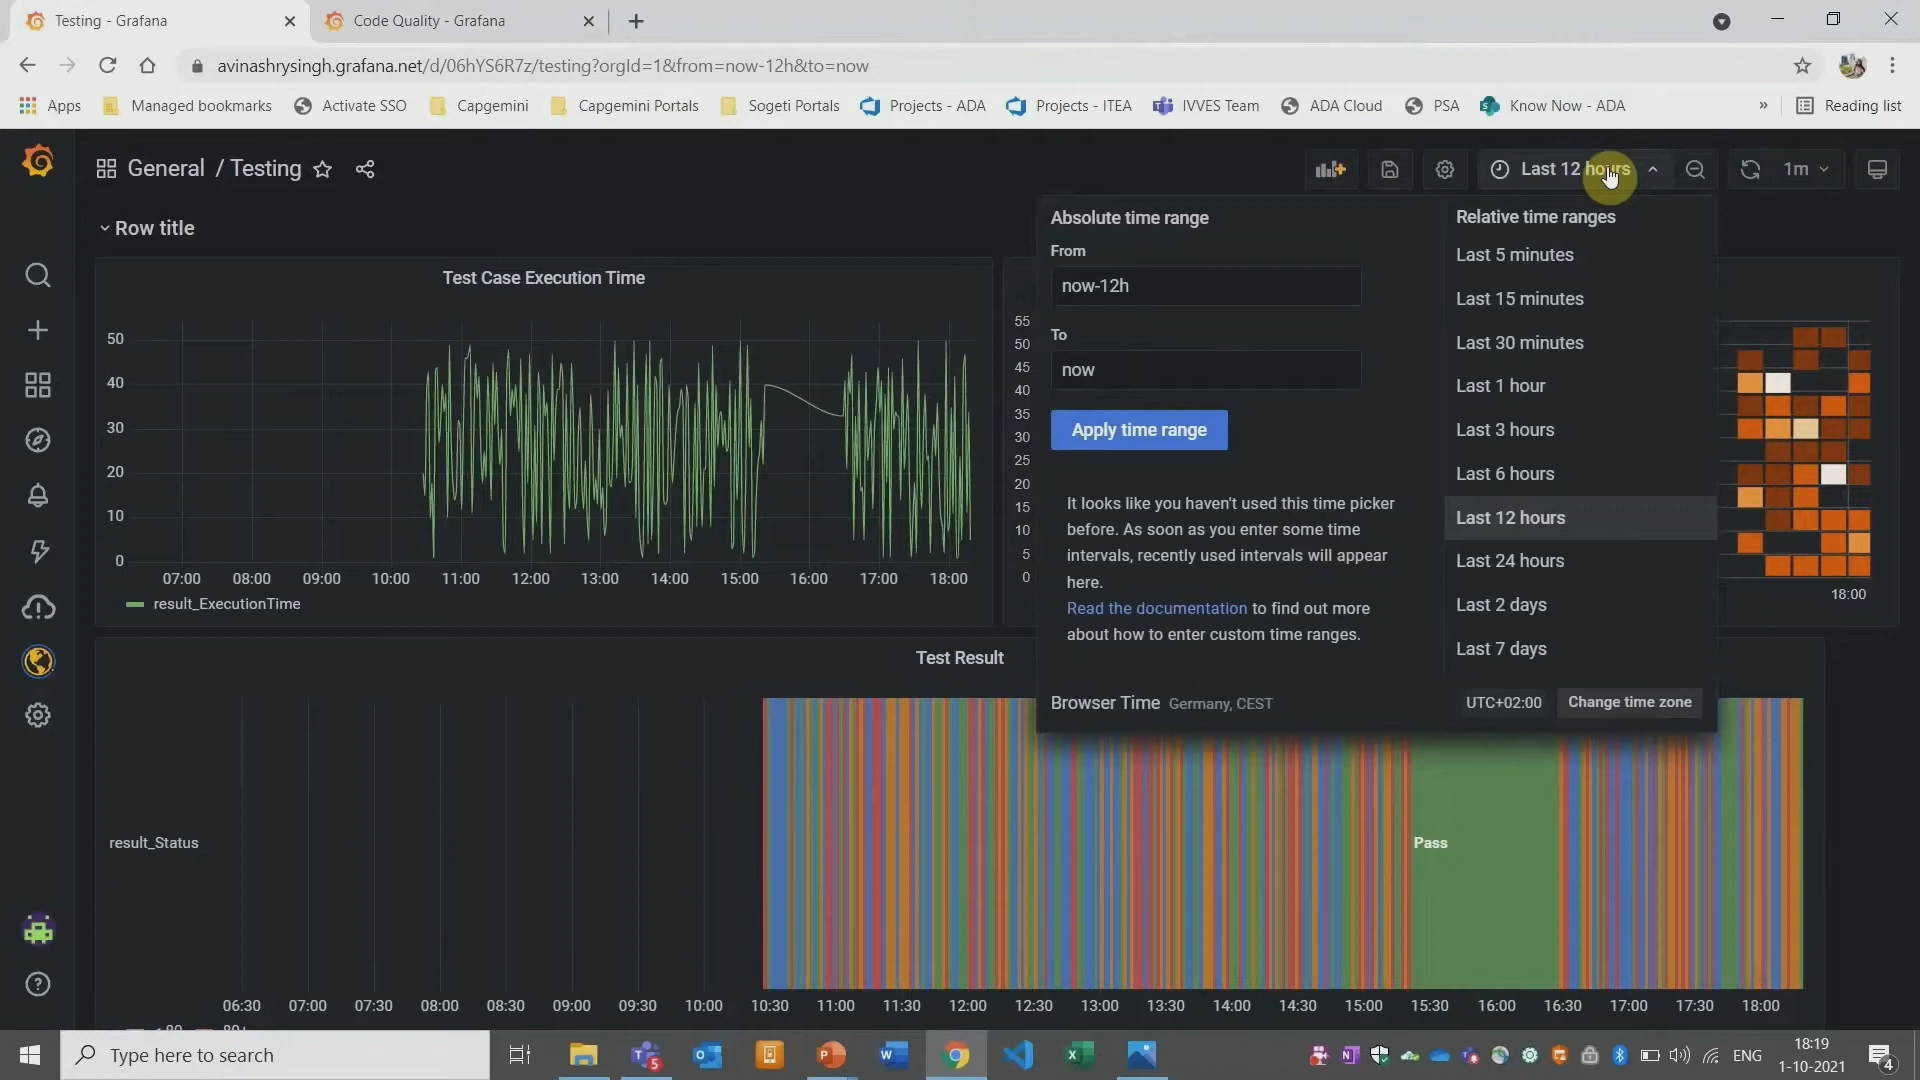 Testing - Grafana
Code Quality - Grafana
avinashrysingh.grafana.net/d/06hYS6R7z/testing?orgId=1&from=now-12h&to=now
Apps
Managed bookmarks
Activate SSO
Capgemini
Capgemini Portals
Sogeti Portals
Projects - ADA
Projects - ITEA
IVVES Team
ADA Cloud
PSA
Know Now - ADA
»
Reading list
General / Testing
Last 12 hours
1m
Row title
Test Case Execution Time
50
40
30
20
10
0
07:00 08:00 09:00 10:00 11:00 12:00 13:00 14:00 15:00 16:00 17:00 18:00
result_ExecutionTime
55
50
45
40
35
30
25
20
15
10
5
0
18:00
Absolute time range
From
now-12h
To
now
Apply time range
It looks like you haven't used this time picker
before. As soon as you enter some time
intervals, recently used intervals will appear
here.
Read the documentation to find out more
about how to enter custom time ranges.
Relative time ranges
Last 5 minutes
Last 15 minutes
Last 30 minutes
Last 1 hour
Last 3 hours
Last 6 hours
Last 12 hours
Last 24 hours
Last 2 days
Last 7 days
Browser Time Germany, CEST
UTC+02:00
Change time zone
Test Result
result_Status
Pass
06:30 07:00 07:30 08:00 08:30 09:00 09:30 10:00 10:30 11:00 11:30 12:00 12:30 13:00 13:30 14:00 14:30 15:00 15:30 16:00 16:30 17:00 17:30 18:00
Type here to search
5
ENG
18:19
1-10-2021
4